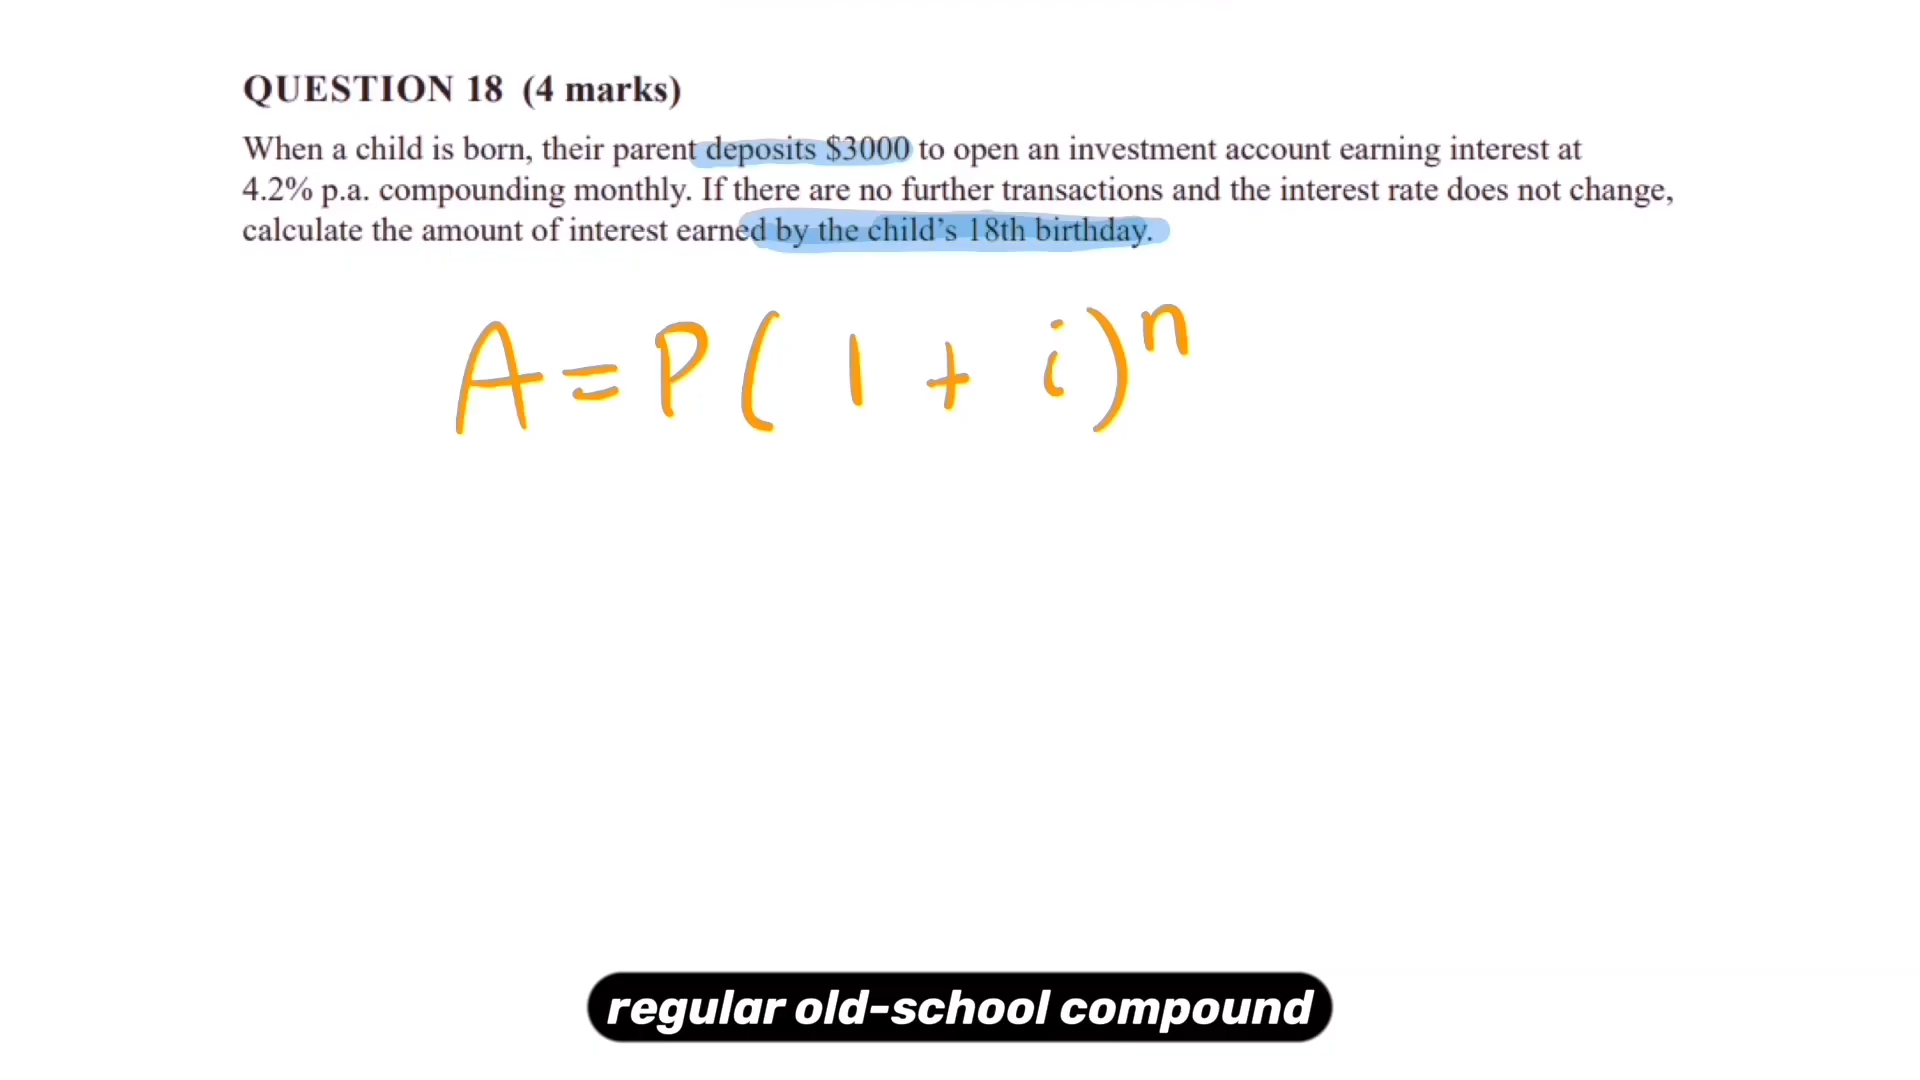 QUESTION 18 (4 marks)
When a child is born, their parent deposits $3000 to open an investment account earning interest at
4.2% p.a. compounding monthly. If there are no further transactions and the interest rate does not change,
calculate the amount of interest earned by the child's 18th birthday.
A = P ( 1 + i )ⁿ
regular old-school compound